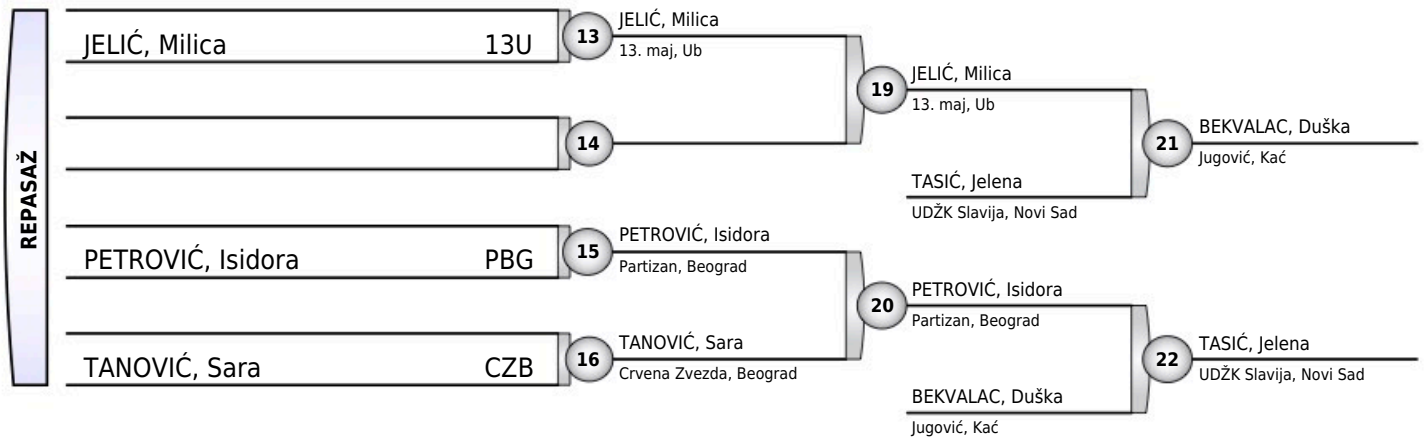 REPASAŽ
JELIĆ, Milica 13U
13
JELIĆ, Milica
13. maj, Ub
14
19
JELIĆ, Milica
13. maj, Ub
TASIĆ, Jelena
UDŽK Slavija, Novi Sad
21
BEKVALAC, Duška
Jugović, Kać
PETROVIĆ, Isidora PBG
15
PETROVIĆ, Isidora
Partizan, Beograd
TANOVIĆ, Sara CZB
16
TANOVIĆ, Sara
Crvena Zvezda, Beograd
20
PETROVIĆ, Isidora
Partizan, Beograd
BEKVALAC, Duška
Jugović, Kać
22
TASIĆ, Jelena
UDŽK Slavija, Novi Sad